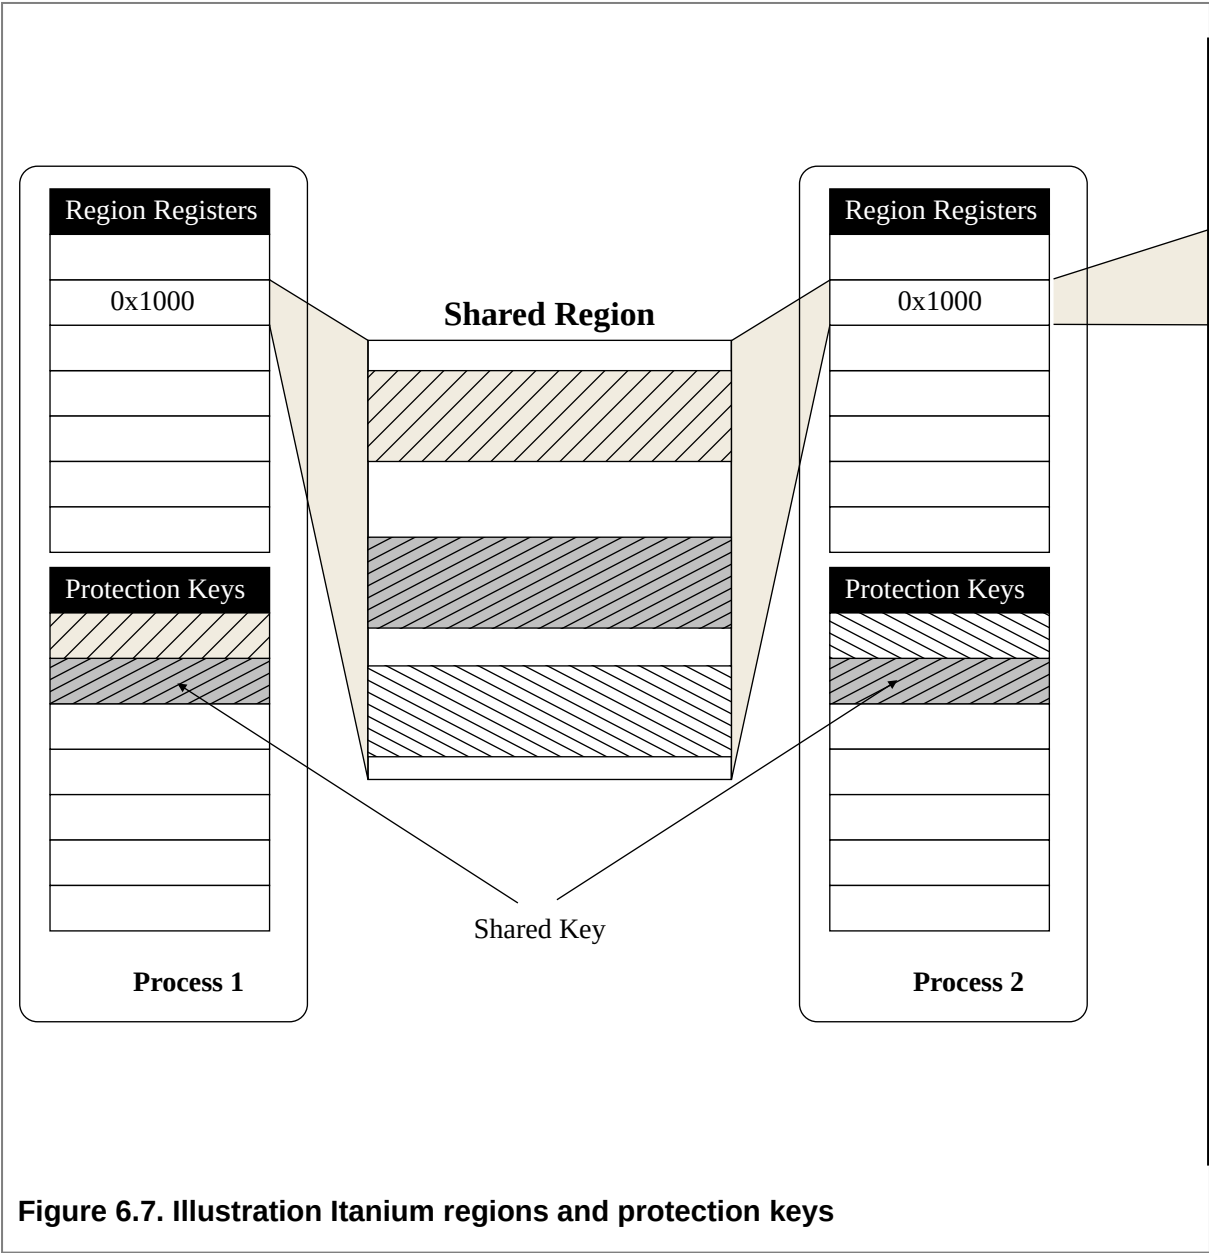 Region Registers
0x1000
Protection Keys
Process 1
Shared Region
Shared Key
Region Registers
0x1000
Protection Keys
Process 2
Figure 6.7. Illustration Itanium regions and protection keys